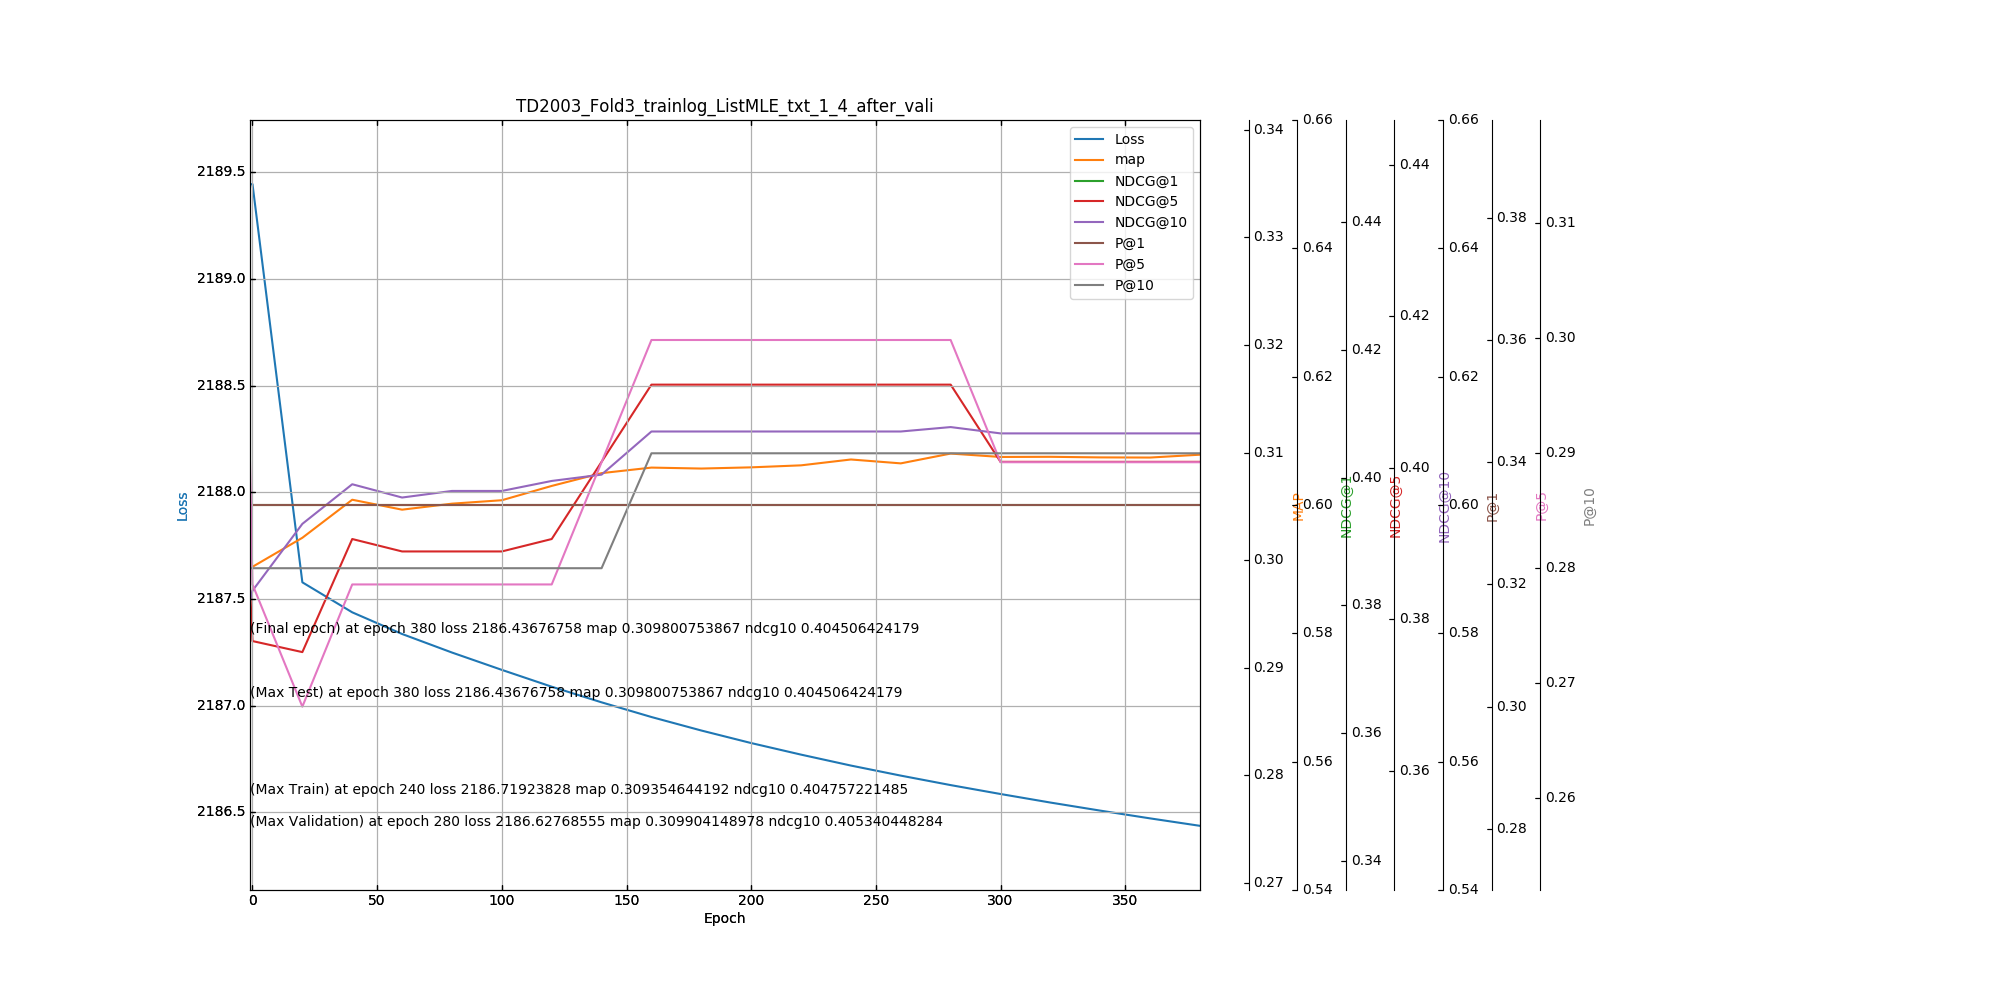 TD2003_Fold3_trainlog_ListMLE_txt_1_4_after_vali
Loss
map
NDCG@1
NDCG@5
NDCG@10
P@1
P@5
P@10
2189.5
2189.0
2188.5
2188.0
2187.5
2187.0
2186.5
Loss
(Final epoch) at epoch 380 loss 2186.43676758 map 0.309800753867 ndcg10 0.404506424179
(Max Test) at epoch 380 loss 2186.43676758 map 0.309800753867 ndcg10 0.404506424179
(Max Train) at epoch 240 loss 2186.71923828 map 0.309354644192 ndcg10 0.404757221485
(Max Validation) at epoch 280 loss 2186.62768555 map 0.309904148978 ndcg10 0.405340448284
0 50 100 150 200 250 300 350
Epoch
0.34
0.33
0.32
0.31
0.30
0.29
0.28
0.27
MAP
0.66
0.64
0.62
0.60
0.58
0.56
0.54
NDCG@1
0.44
0.42
0.40
0.38
0.36
0.34
NDCG@5
0.44
0.42
0.40
0.38
0.36
NDCG@10
0.66
0.64
0.62
0.60
0.58
0.56
0.54
P@1
0.38
0.36
0.34
0.32
0.30
0.28
P@5
0.31
0.30
0.29
0.28
0.27
0.26
P@10